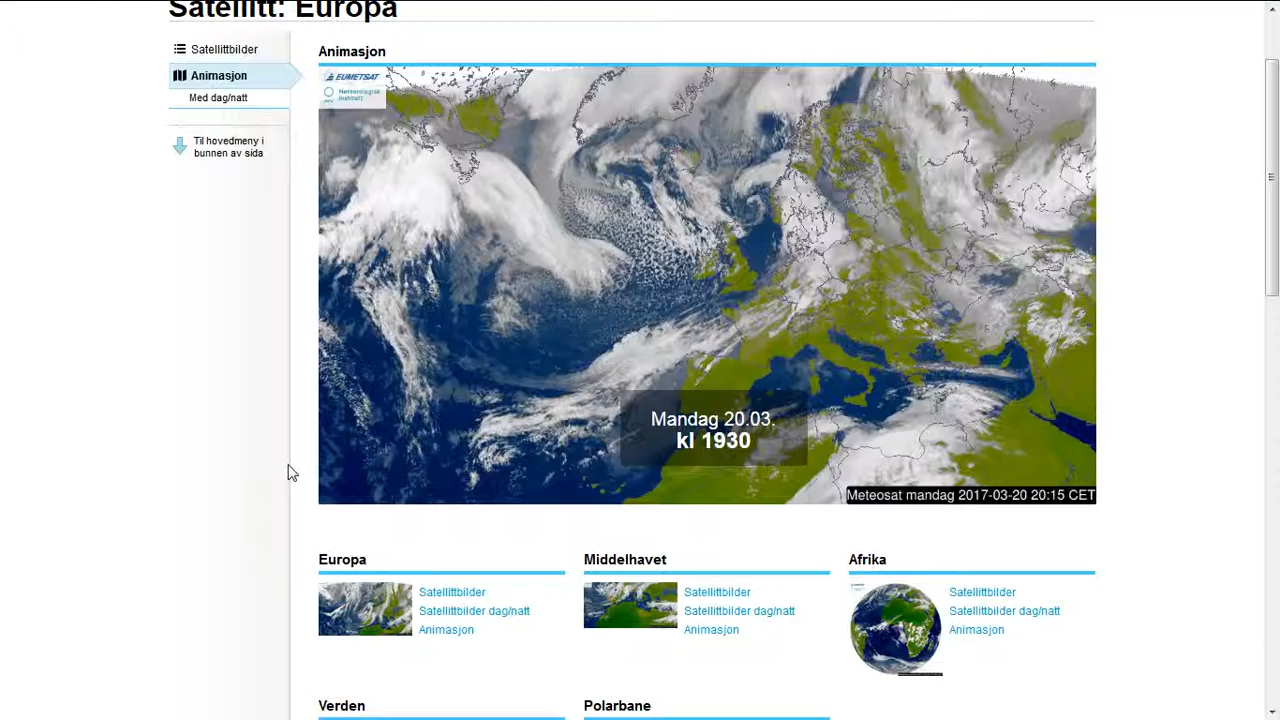 Satellitt: Europa
Satellittbilder
Animasjon
Med dag/natt
Til hovedmeny i
bunnen av sida
Animasjon
EUMETSAT
Meteorologisk
institutt
Mandag 20.03.
kl 1930
Meteosat mandag 2017-03-20 20:15 CET
Europa
Satellittbilder
Satellittbilder dag/natt
Animasjon
Middelhavet
Satellittbilder
Satellittbilder dag/natt
Animasjon
Afrika
Satellittbilder
Satellittbilder dag/natt
Animasjon
Verden
Polarbane